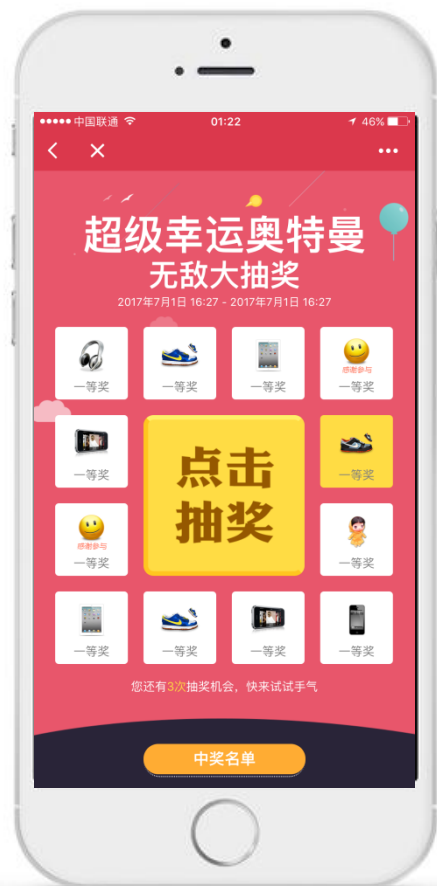 中国联通 01:22 46%
超级幸运奥特曼
无敌大抽奖
2017年7月1日 16:27 - 2017年7月1日 16:27
感谢参与
一等奖 一等奖 一等奖 一等奖
点击
抽奖
一等奖 一等奖
感谢参与
一等奖 一等奖
一等奖 一等奖 一等奖 一等奖
您还有3次抽奖机会，快来试试手气
中奖名单